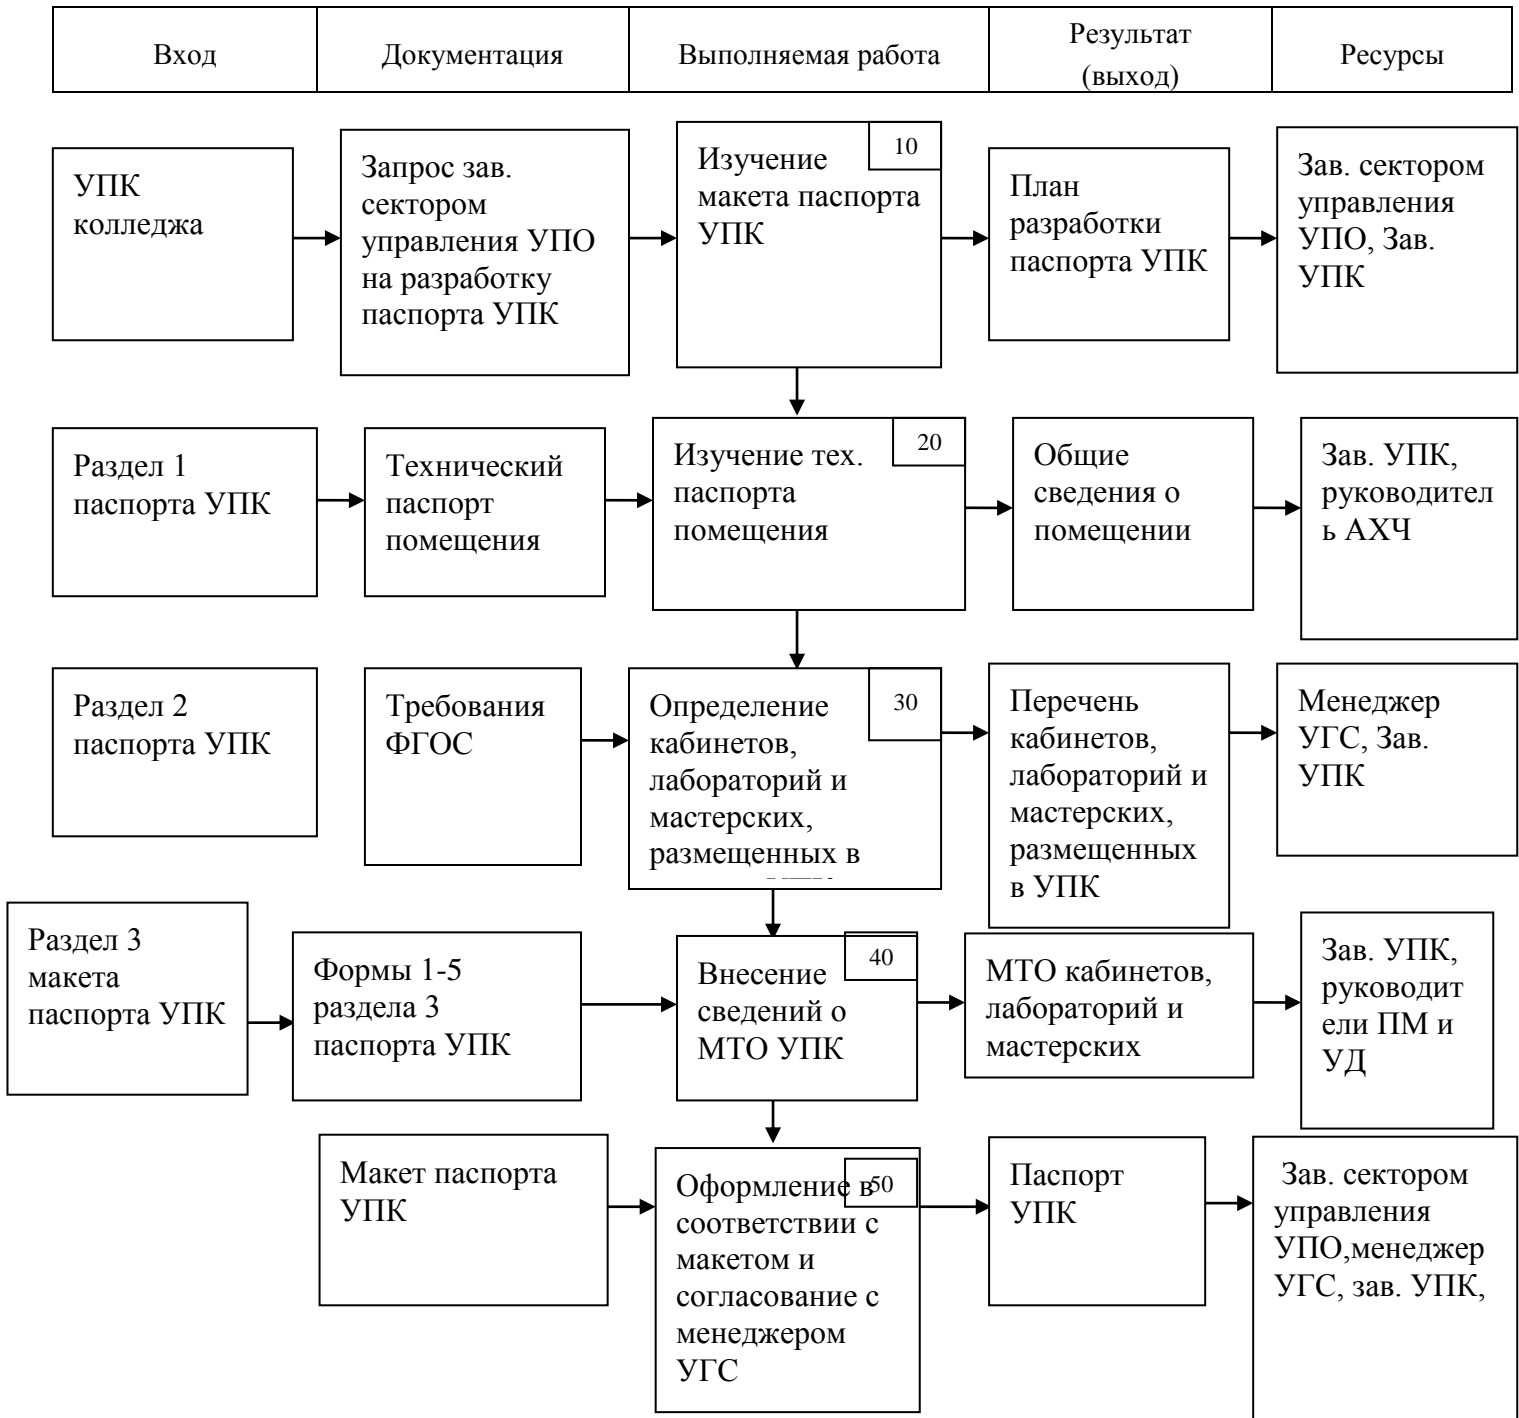 Вход
Документация
Выполняемая работа
Результат
(выход)
Ресурсы
УПК
колледжа
Запрос зав.
сектором
управления УПО
на разработку
паспорта УПК
10
Изучение
макета паспорта
УПК
План
разработки
паспорта УПК
Зав. сектором
управления
УПО, Зав.
УПК
Раздел 1
паспорта УПК
Технический
паспорт
помещения
20
Изучение тех.
паспорта
помещения
Общие
сведения о
помещении
Зав. УПК,
руководител
ь АХЧ
Раздел 2
паспорта УПК
Требования
ФГОС
30
Определение
кабинетов,
лабораторий и
мастерских,
размещенных в
Перечень
кабинетов,
лабораторий и
мастерских,
размещенных
в УПК
Менеджер
УГС, Зав.
УПК
Раздел 3
макета
паспорта УПК
Формы 1-5
раздела 3
паспорта УПК
40
Внесение
сведений о
МТО УПК
МТО кабинетов,
лабораторий и
мастерских
Зав. УПК,
руководит
ели ПМ и
УД
Макет паспорта
УПК
50
Оформление в
соответствии с
макетом и
согласование с
менеджером
УГС
Паспорт
УПК
Зав. сектором
управления
УПО,менеджер
УГС, зав. УПК,